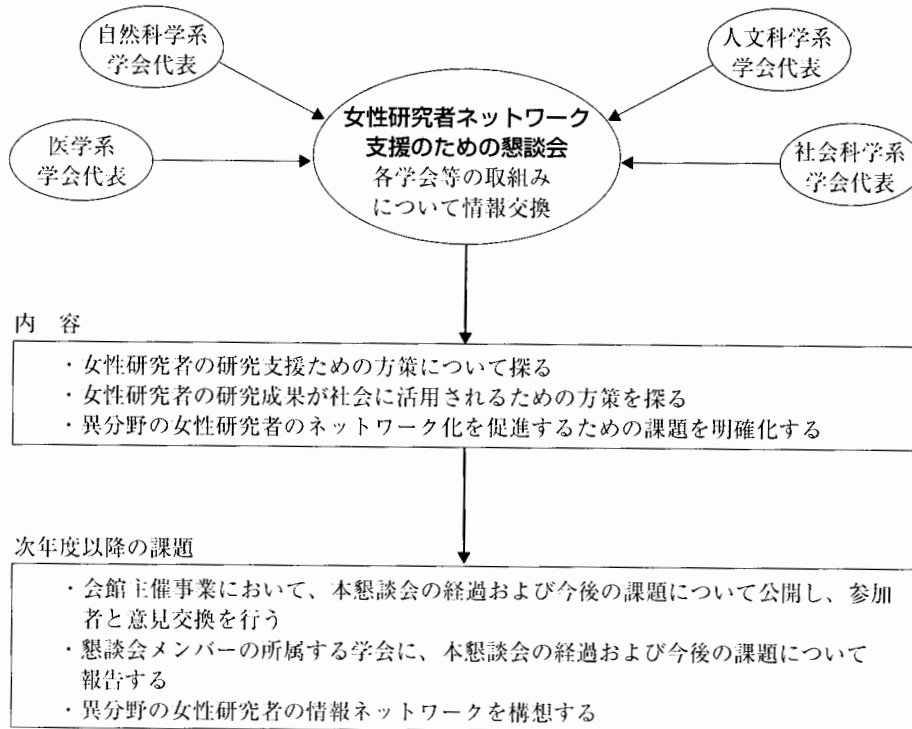 自然科学系
学会代表
人文科学系
学会代表
医学系
学会代表
社会科学系
学会代表
女性研究者ネットワーク
支援のための懇談会
各学会等の取組み
について情報交換
内 容
・女性研究者の研究支援ための方策について探る
・女性研究者の研究成果が社会に活用されるための方策を探る
・異分野の女性研究者のネットワーク化を促進するための課題を明確化する
次年度以降の課題
・会館主催事業において、本懇談会の経過および今後の課題について公開し、参加
者と意見交換を行う
・懇談会メンバーの所属する学会に、本懇談会の経過および今後の課題について
報告する
・異分野の女性研究者の情報ネットワークを構想する